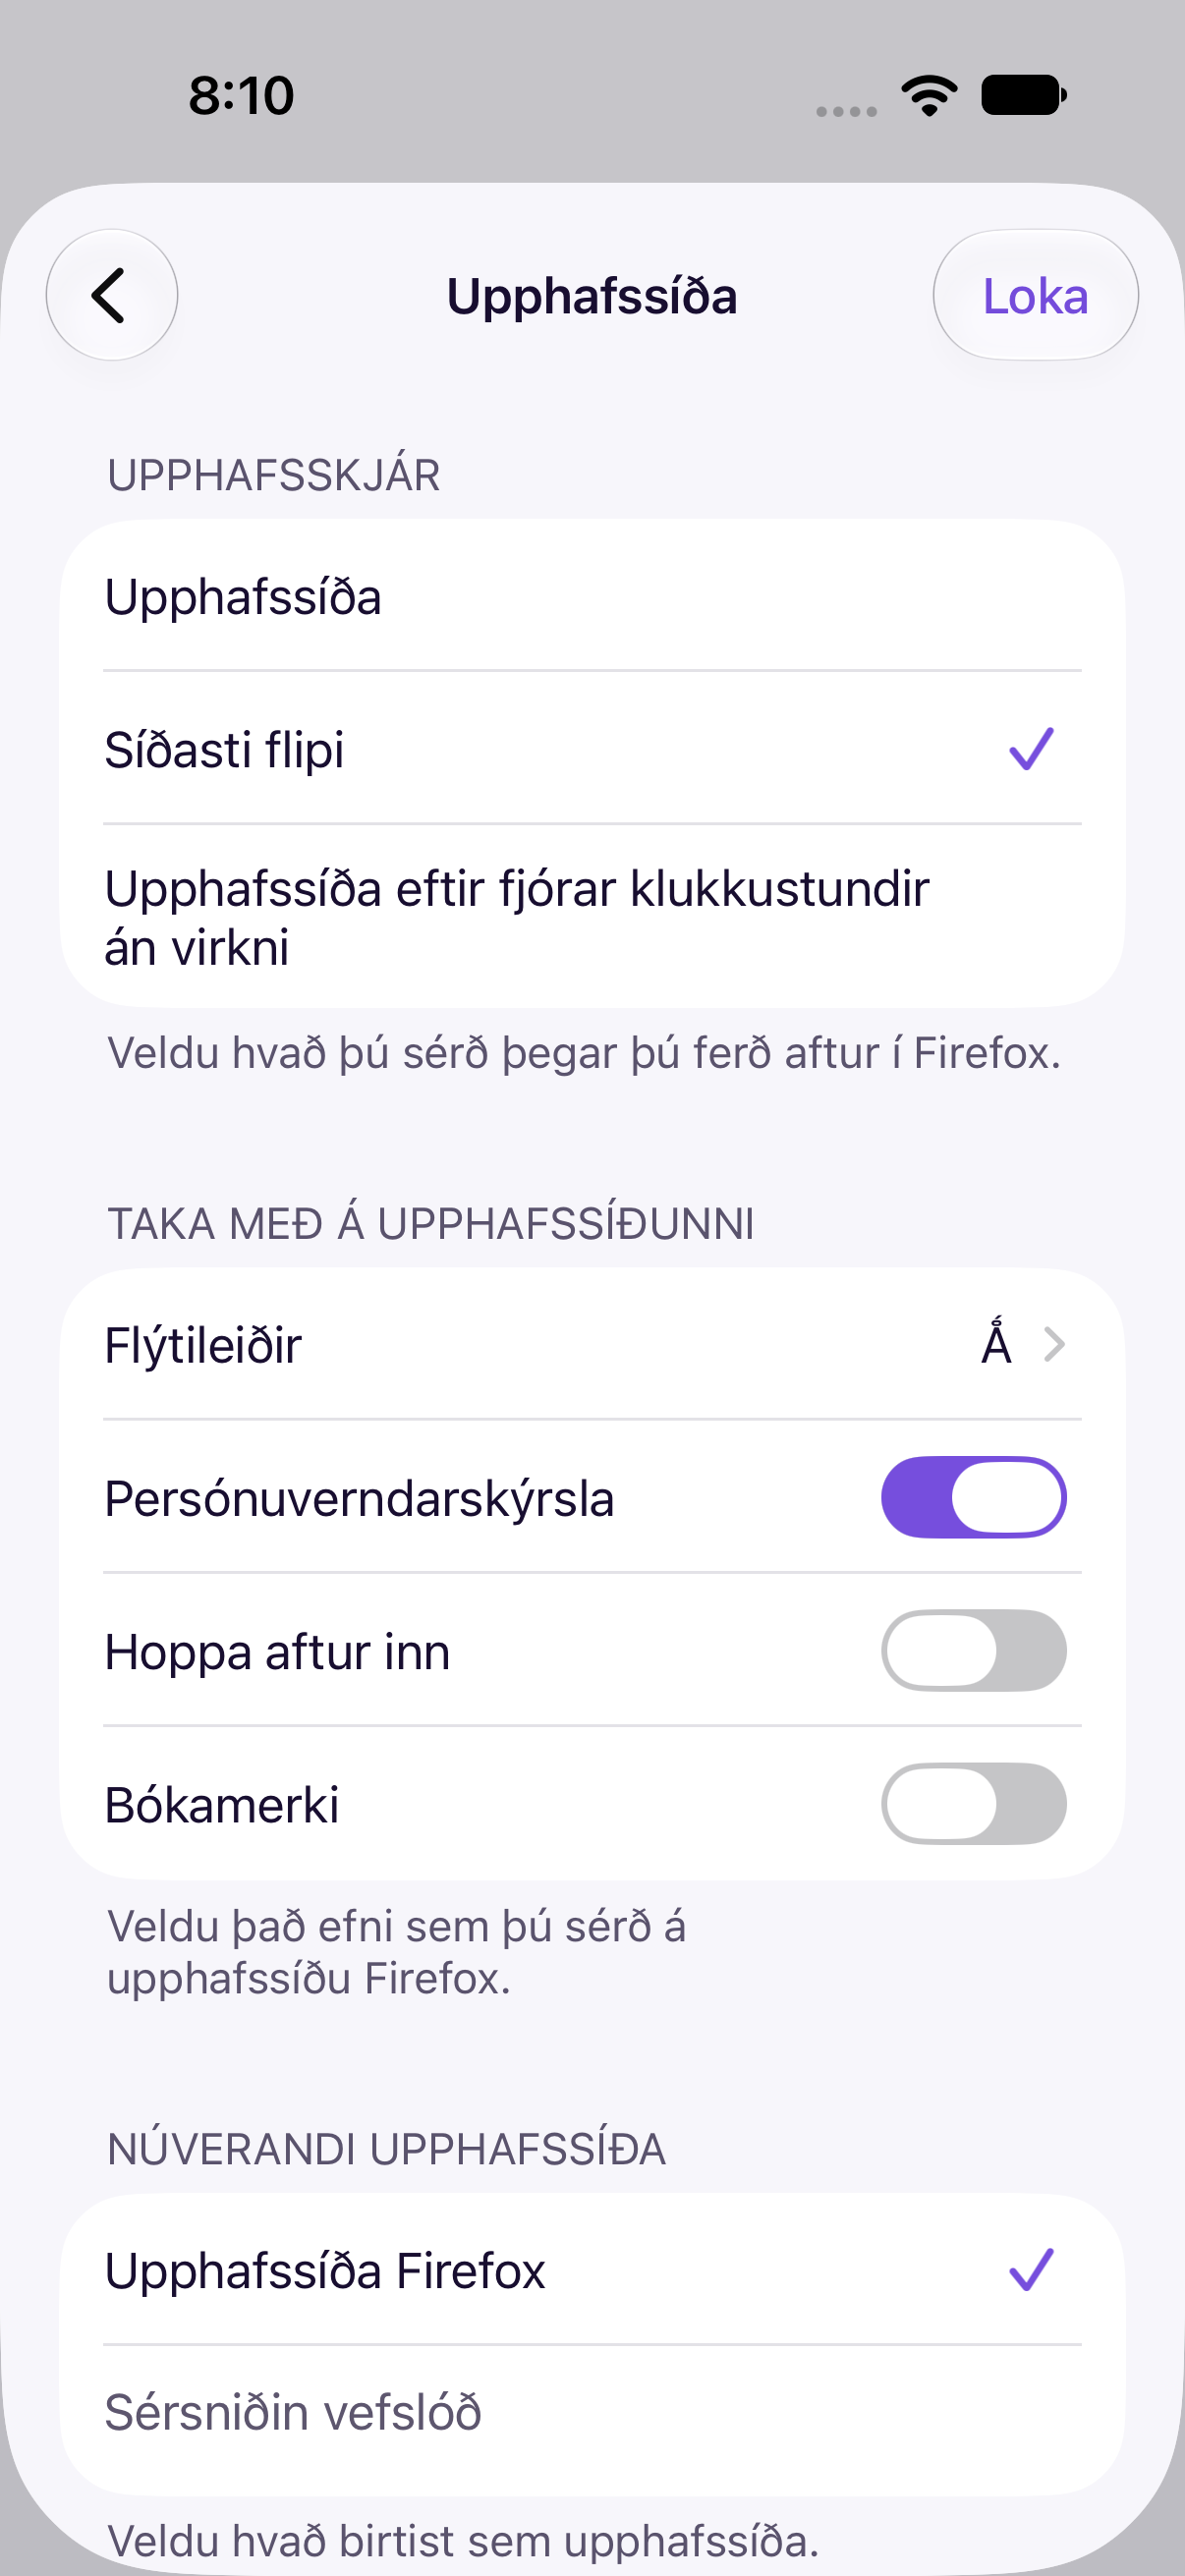 8:10
Upphafssíða
Loka
UPPHAFSSKJÁR
Upphafssíða
Síðasti flipi
Upphafssíða eftir fjórar klukkustundir
án virkni
Veldu hvað þú sérð þegar þú ferð aftur í Firefox.
TAKA MEÐ Á UPPHAFSSÍÐUNNI
Flýtileiðir
Ǻ
Persónuverndarskýrsla
Hoppa aftur inn
Bókamerki
Veldu það efni sem þú sérð á
upphafssíðu Firefox.
NÚVERANDI UPPHAFSSÍÐA
Upphafssíða Firefox
Sérsniðin vefslóð
Veldu hvað birtist sem upphafssíða.